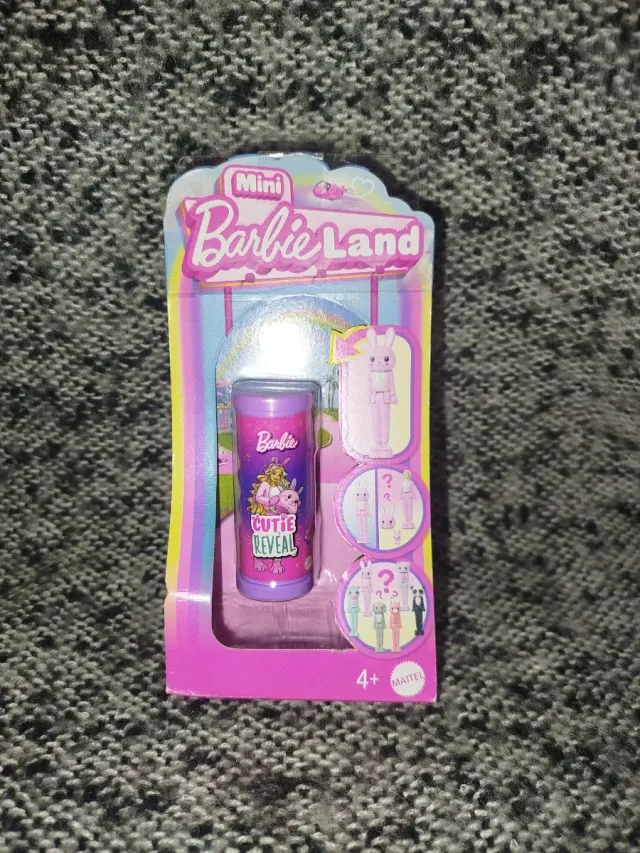 Mini
Barbie Land
?
?
Barbie
CUTIE
REVEAL
?
? ?
4+
MATTEL